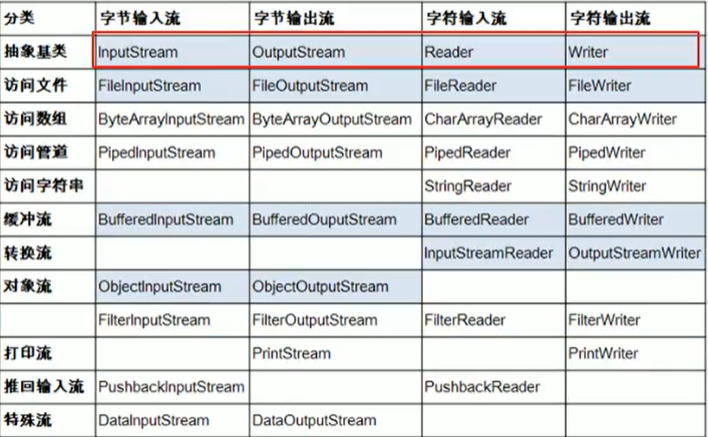 分类 字节输入流 字节输出流 字符输入流 字符输出流
抽象基类 InputStream OutputStream Reader Writer
访问文件 FileInputStream FileOutputStream FileReader FileWriter
访问数组 ByteArrayInputStream ByteArrayOutputStream CharArrayReader CharArrayWriter
访问管道 PipedInputStream PipedOutputStream PipedReader PipedWriter
访问字符串 StringReader StringWriter
缓冲流 BufferedInputStream BufferedOuputStream BufferedReader BufferedWriter
转换流 InputStreamReader OutputStreamWriter
对象流 ObjectInputStream ObjectOutputStream
FilterInputStream FilterOutputStream FilterReader FilterWriter
打印流 PrintStream PrintWriter
推回输入流 PushbackInputStream PushbackReader
特殊流 DataInputStream DataOutputStream